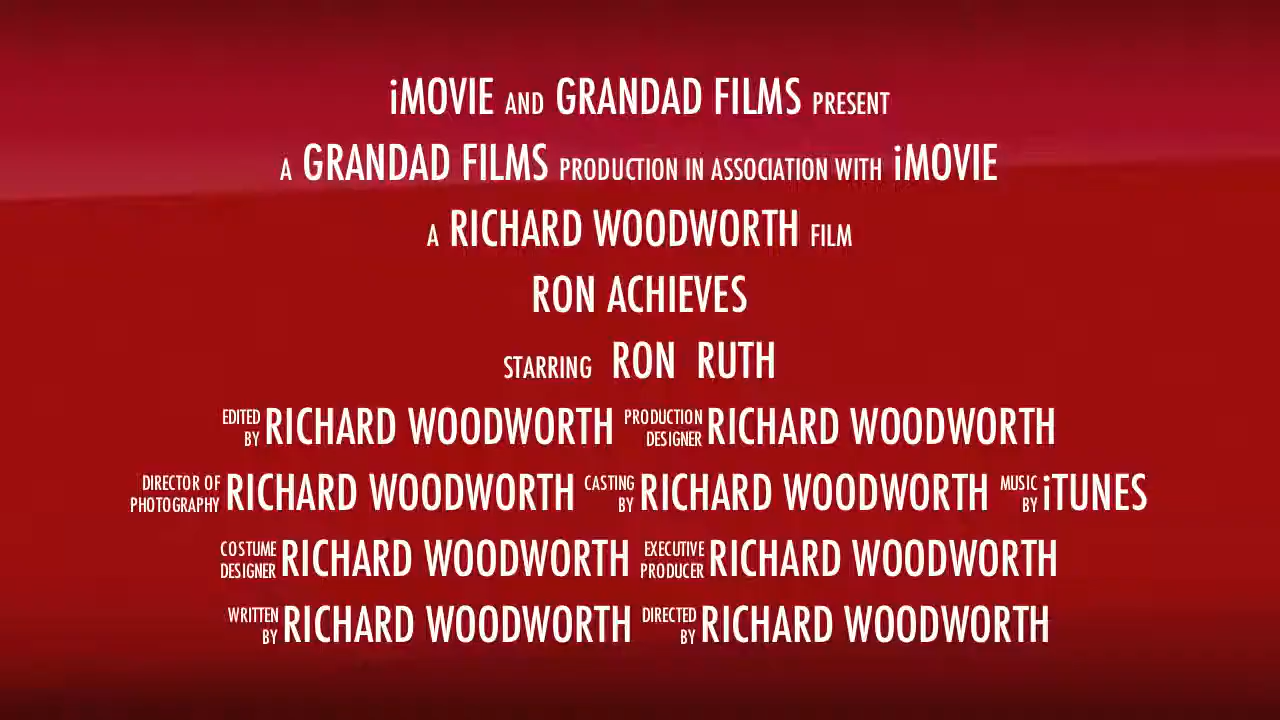 iMOVIE AND GRANDAD FILMS PRESENT
A GRANDAD FILMS PRODUCTION IN ASSOCIATION WITH iMOVIE
A RICHARD WOODWORTH FILM
RON ACHIEVES
STARRING RON RUTH
EDITED BY RICHARD WOODWORTH PRODUCTION DESIGNER RICHARD WOODWORTH
DIRECTOR OF PHOTOGRAPHY RICHARD WOODWORTH CASTING BY RICHARD WOODWORTH MUSIC BY iTUNES
COSTUME DESIGNER RICHARD WOODWORTH EXECUTIVE PRODUCER RICHARD WOODWORTH
WRITTEN BY RICHARD WOODWORTH DIRECTED BY RICHARD WOODWORTH